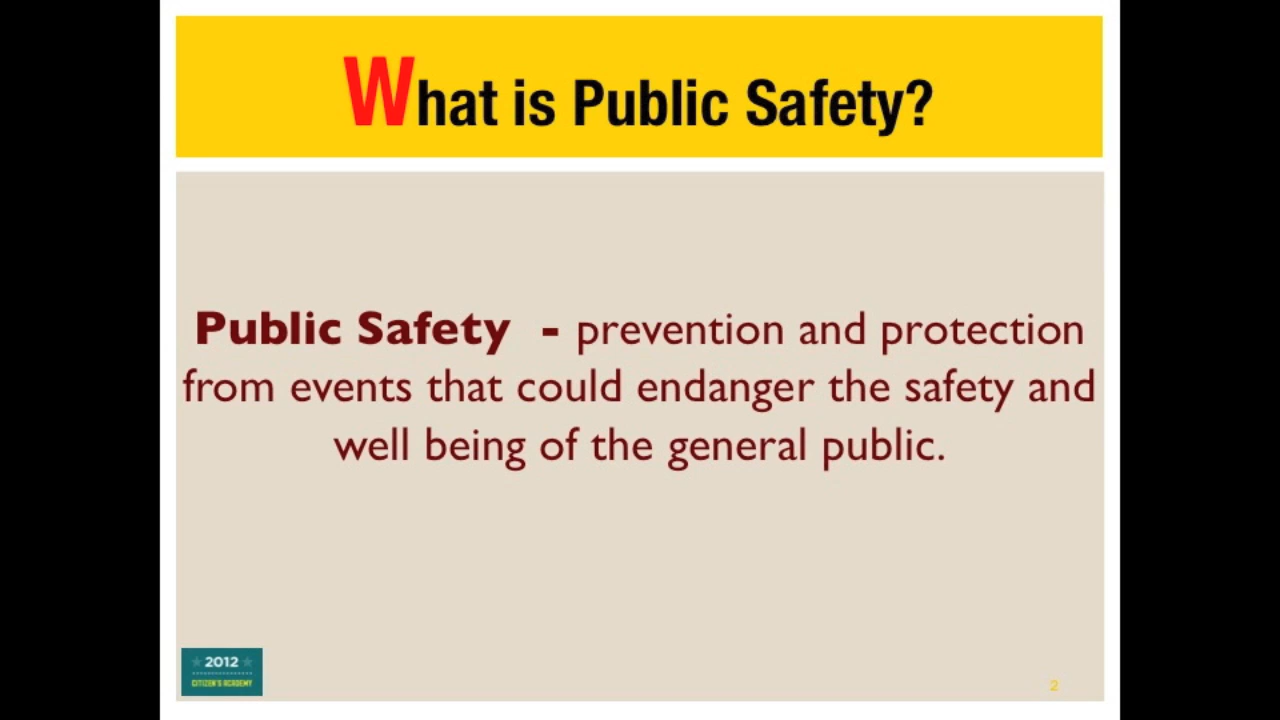 What is Public Safety?
Public Safety - prevention and protection
from events that could endanger the safety and
well being of the general public.
2012
CITIZEN'S ACADEMY
2